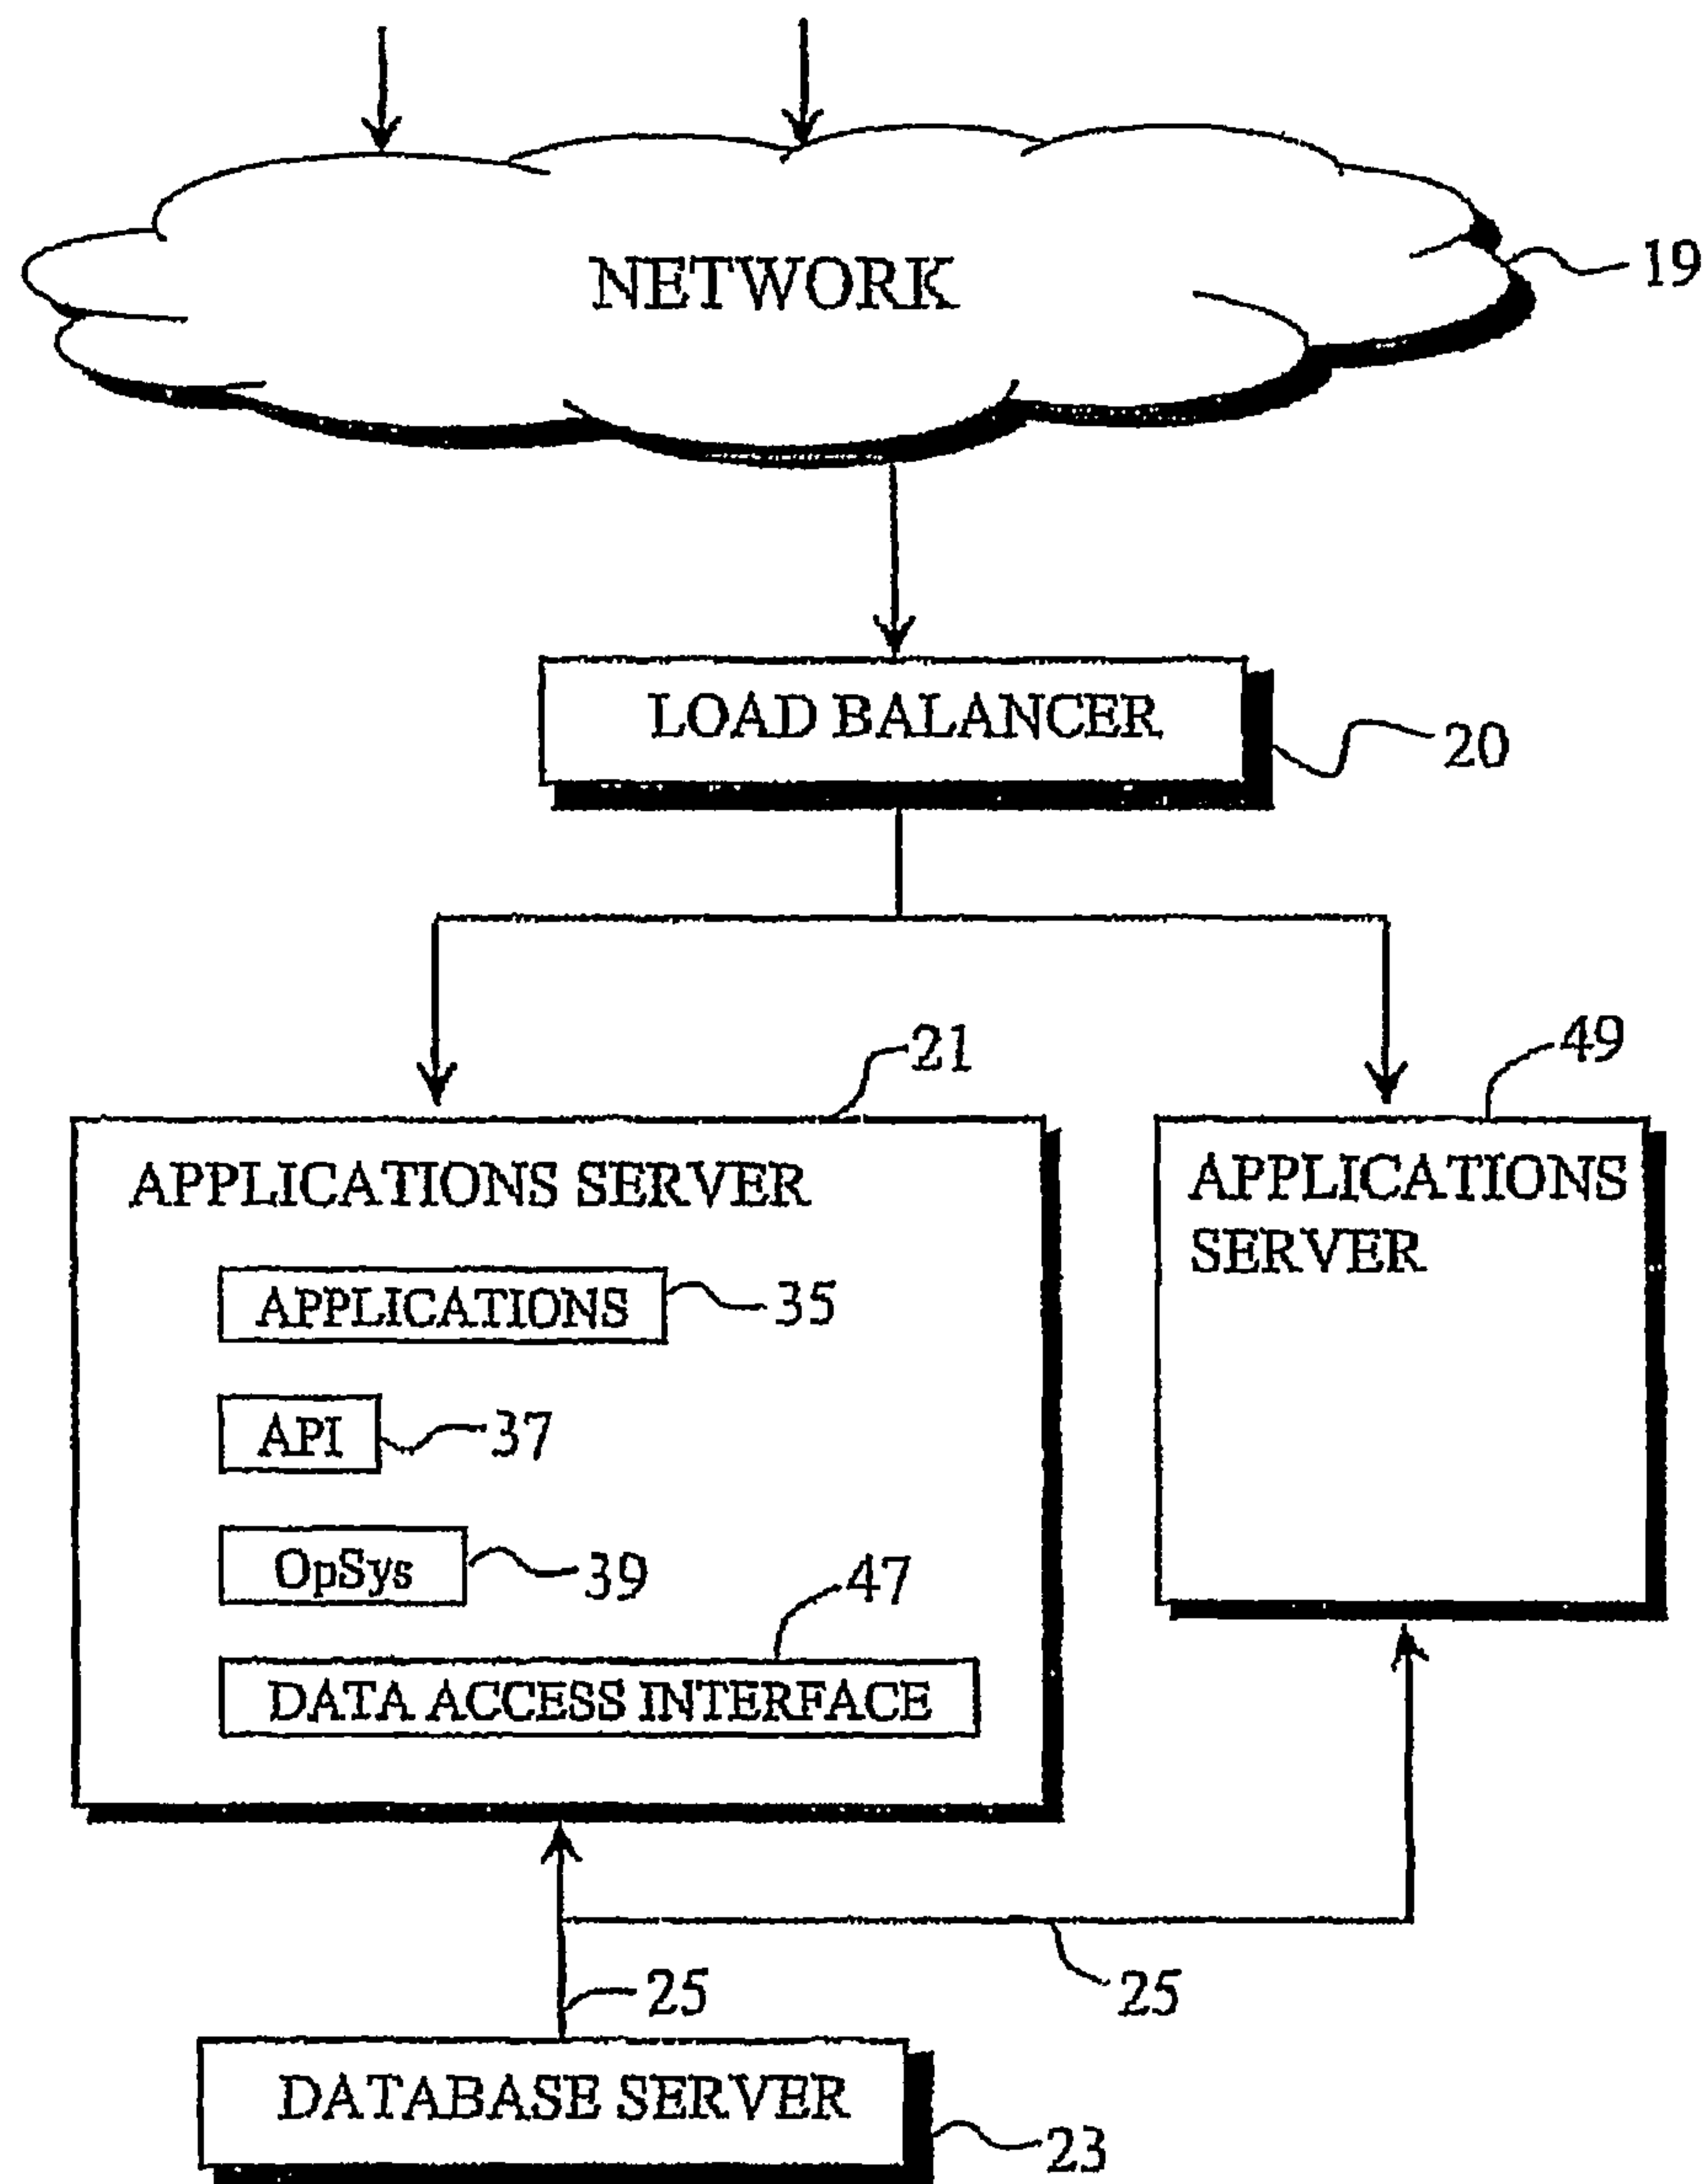 NETWORK
19
LOAD BALANCER
20
21
49
APPLICATIONS SERVER
APPLICATIONS
SERVER
APPLICATIONS
35
API
37
OpSys
39
47
DATA ACCESS INTERFACE
25
25
DATABASE SERVER
23